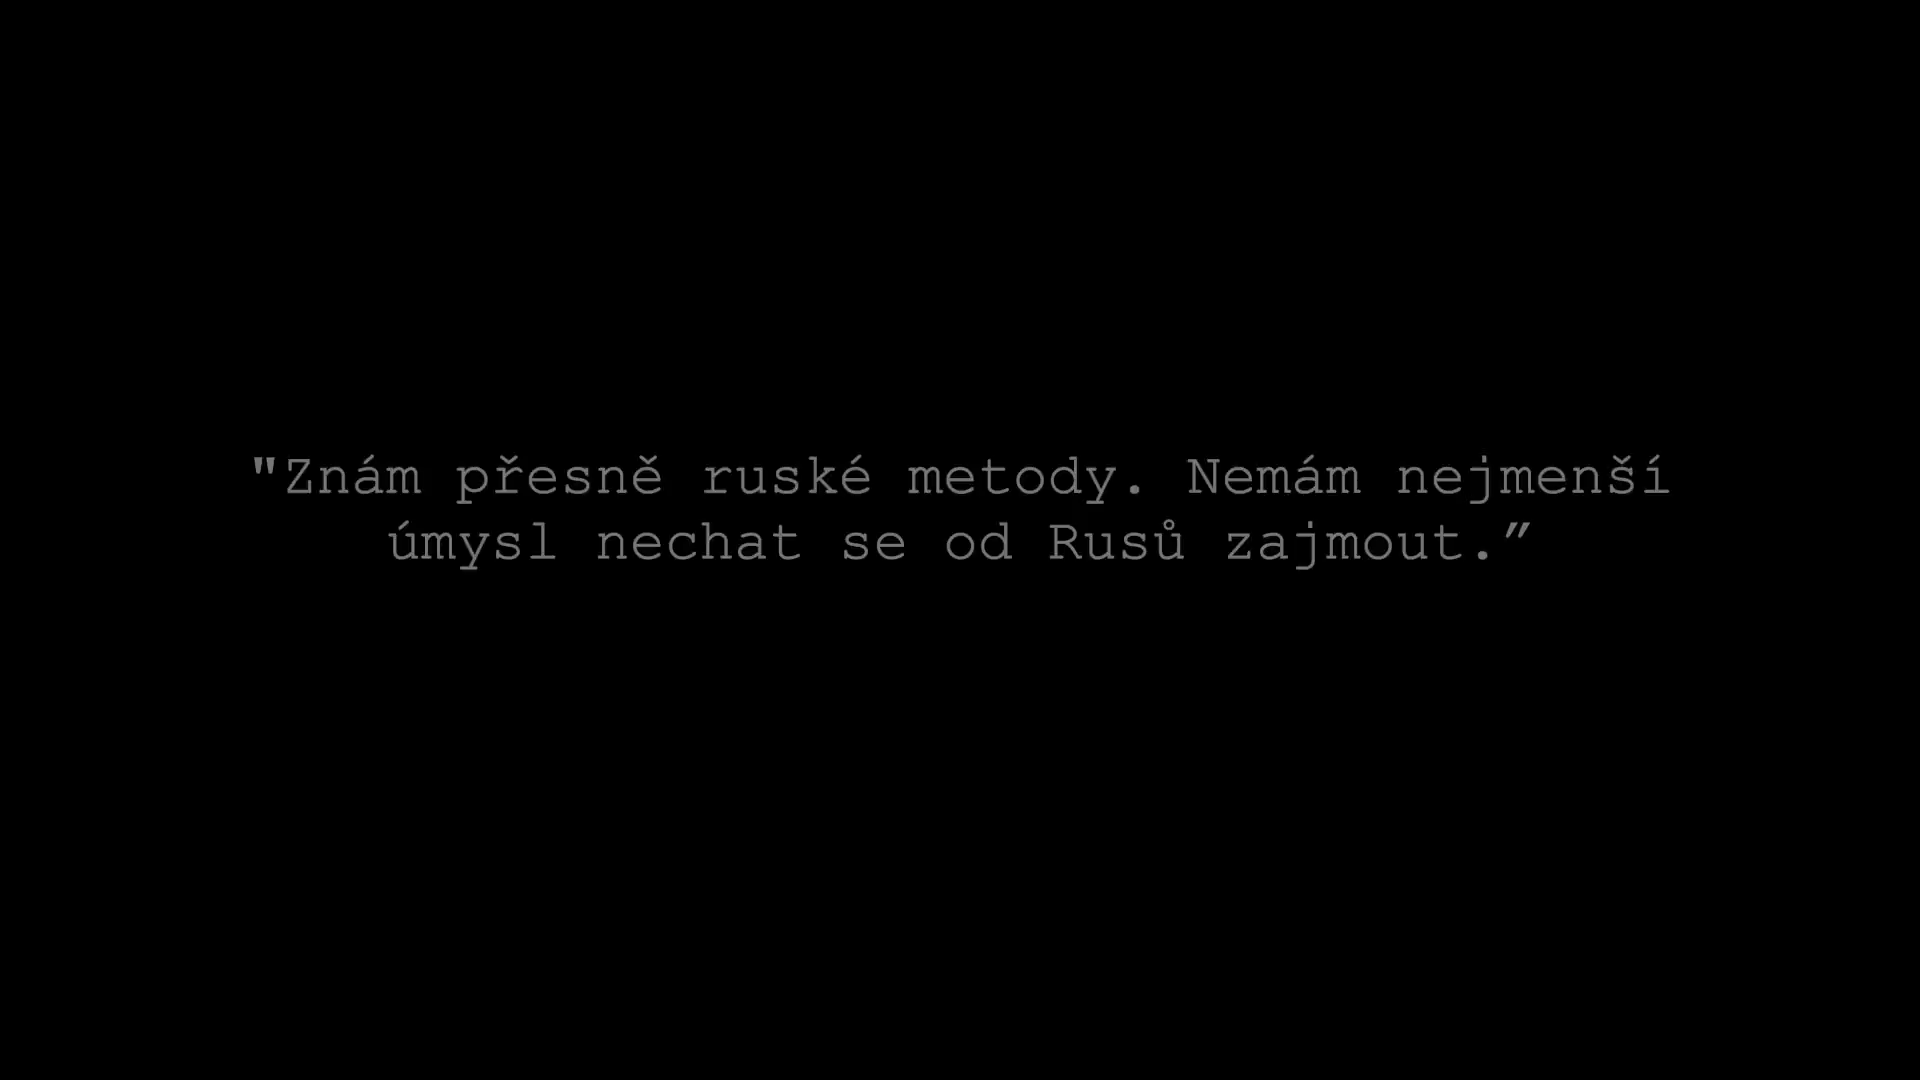 "Znám přesně ruské metody. Nemám nejmenší
úmysl nechat se od Rusů zajmout.”